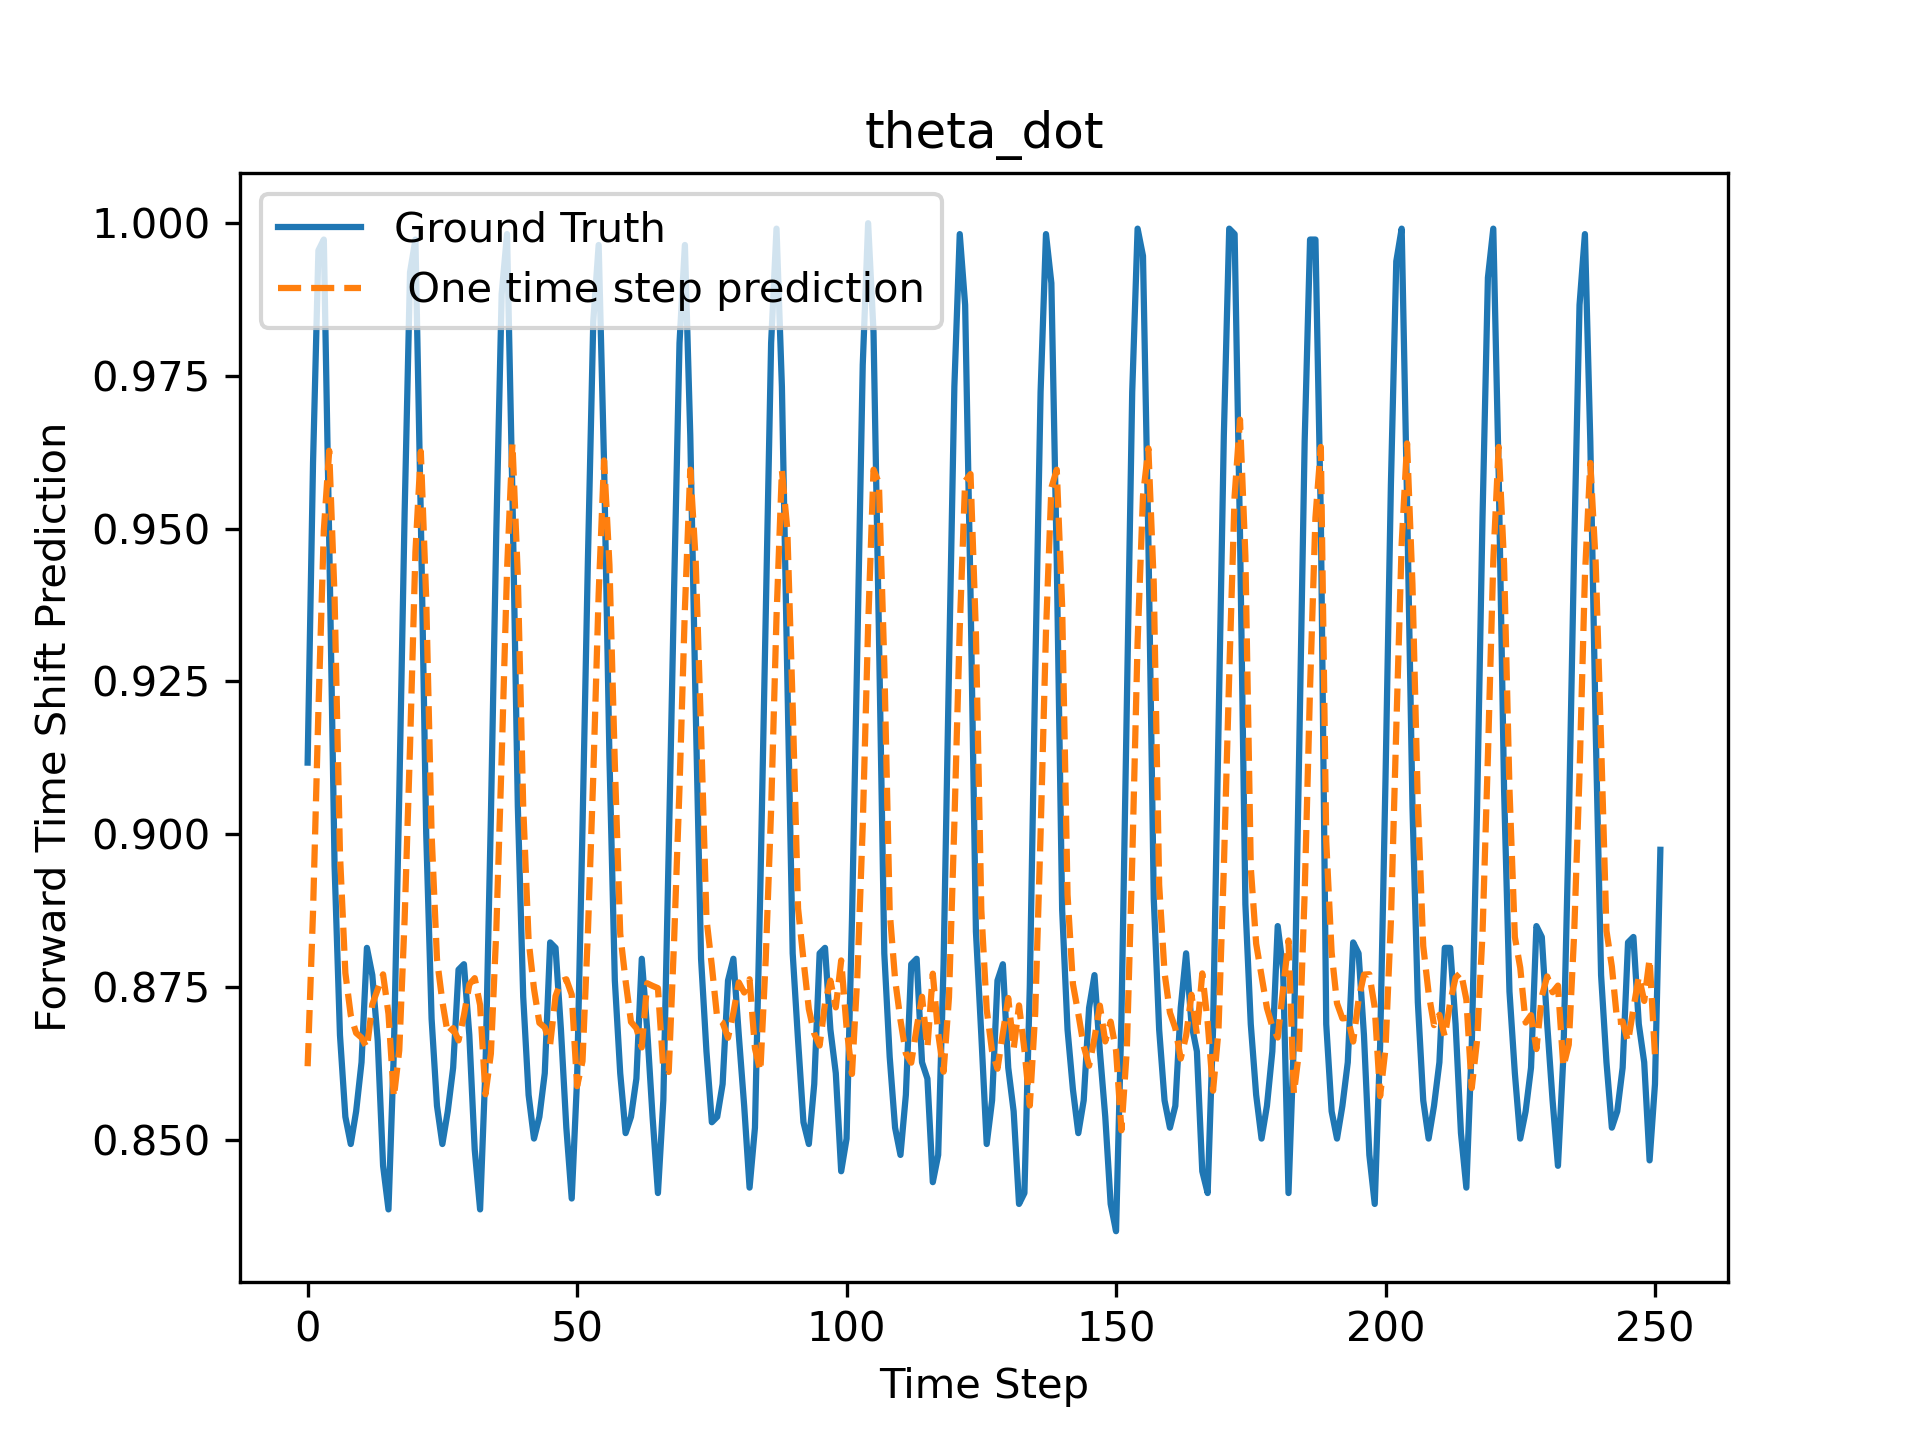 theta_dot
Ground Truth
One time step prediction
Forward Time Shift Prediction
1.000
0.975
0.950
0.925
0.900
0.875
0.850
0 50 100 150 200 250
Time Step